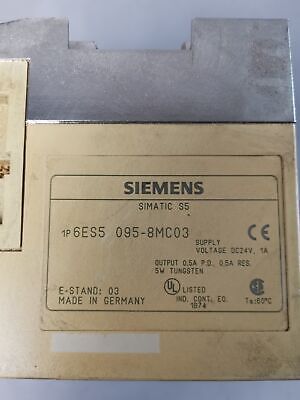 SIEMENS
SIMATIC S5
1P 6ES5 095-8MC03
SUPPLY
VOLTAGE DC24V, 1A
CE
OUTPUT 0,5A P.D, 0,5A RES.
5W TUNGSTEN
E-STAND: 03
MADE IN GERMANY
UL LISTED
IND. CONT. EQ.
1874
Ta:60°C